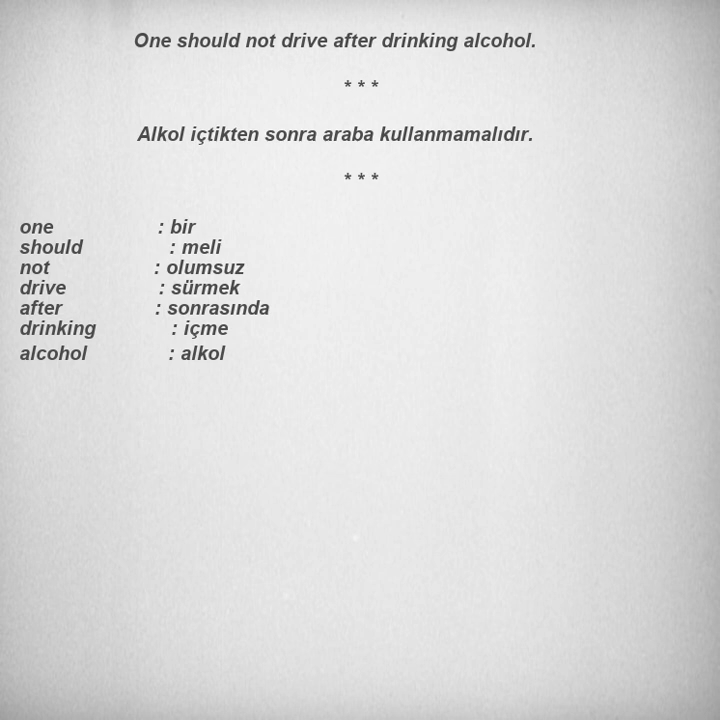 One should not drive after drinking alcohol.
* * *
Alkol içtikten sonra araba kullanmamalıdır.
* * *
one : bir
should : meli
not : olumsuz
drive : sürmek
after : sonrasında
drinking : içme
alcohol : alkol